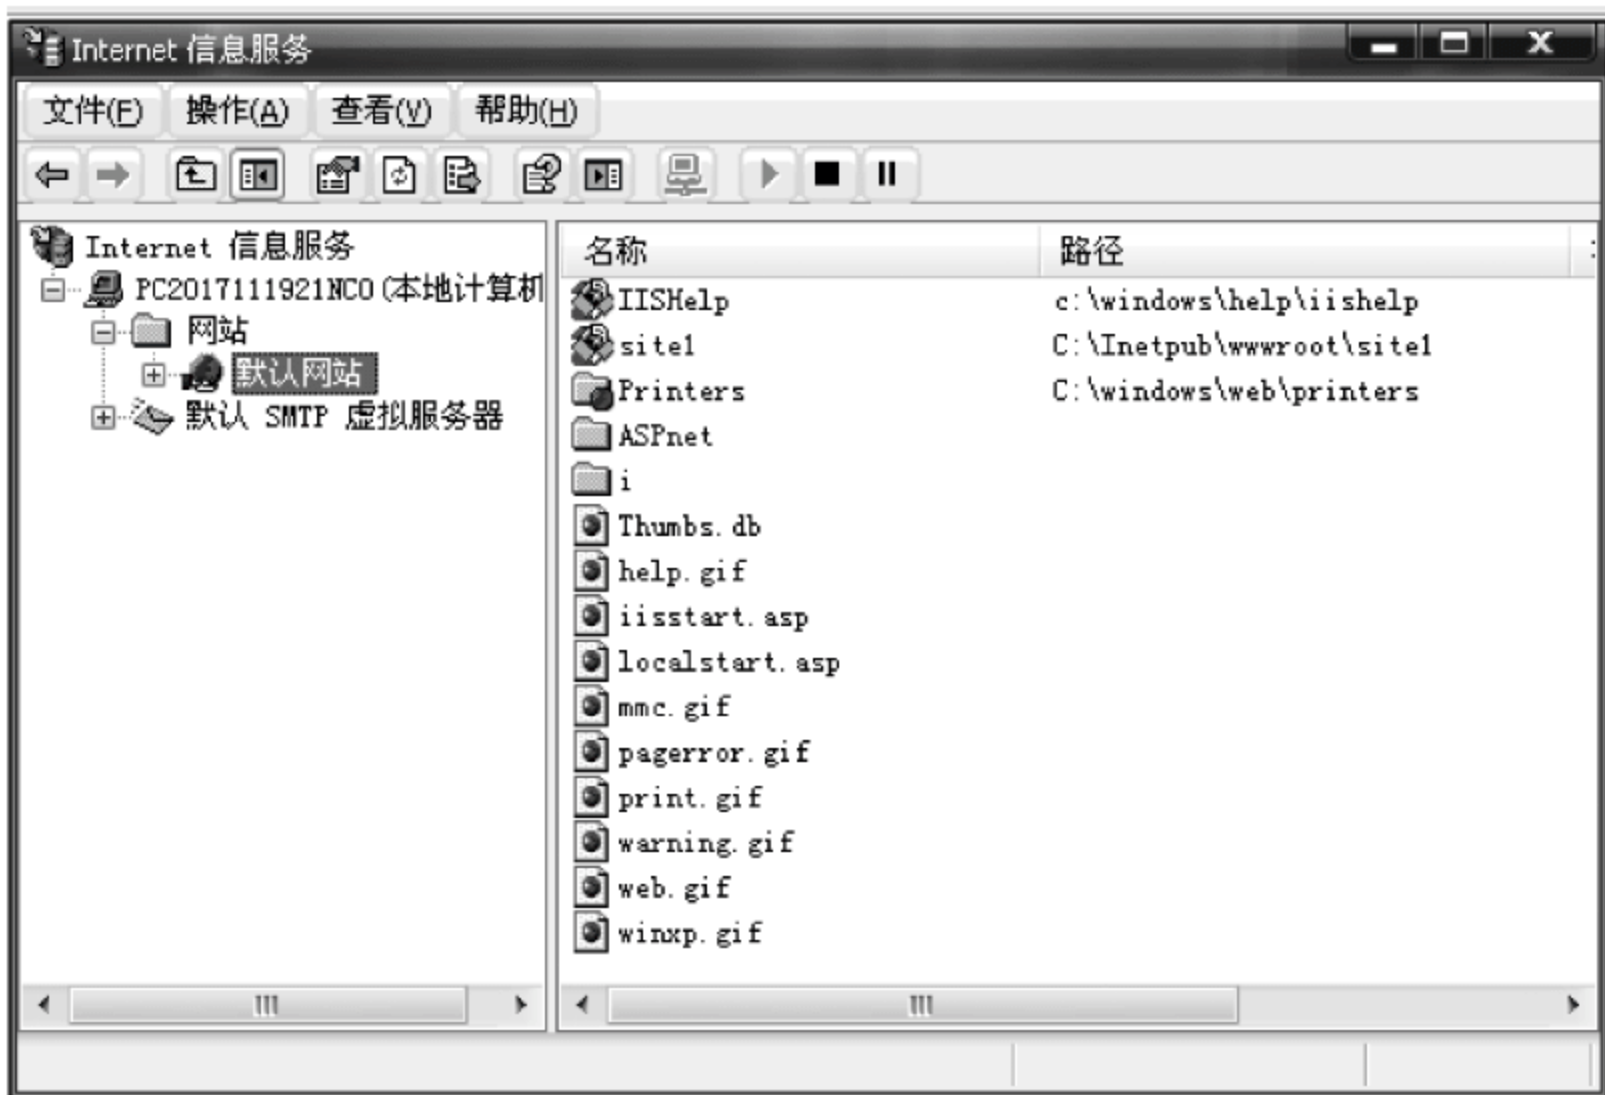 Internet 信息服务
文件(F) 操作(A) 查看(V) 帮助(H)
Internet 信息服务
PC2017111921NCO(本地计算机
网站
默认网站
默认 SMTP 虚拟服务器
名称 路径
IISHelp c:\windows\help\iishelp
site1 C:\Inetpub\wwwroot\site1
Printers C:\windows\web\printers
ASPnet
i
Thumbs.db
help.gif
iisstart.asp
localstart.asp
mmc.gif
pagerror.gif
print.gif
warning.gif
web.gif
winxp.gif